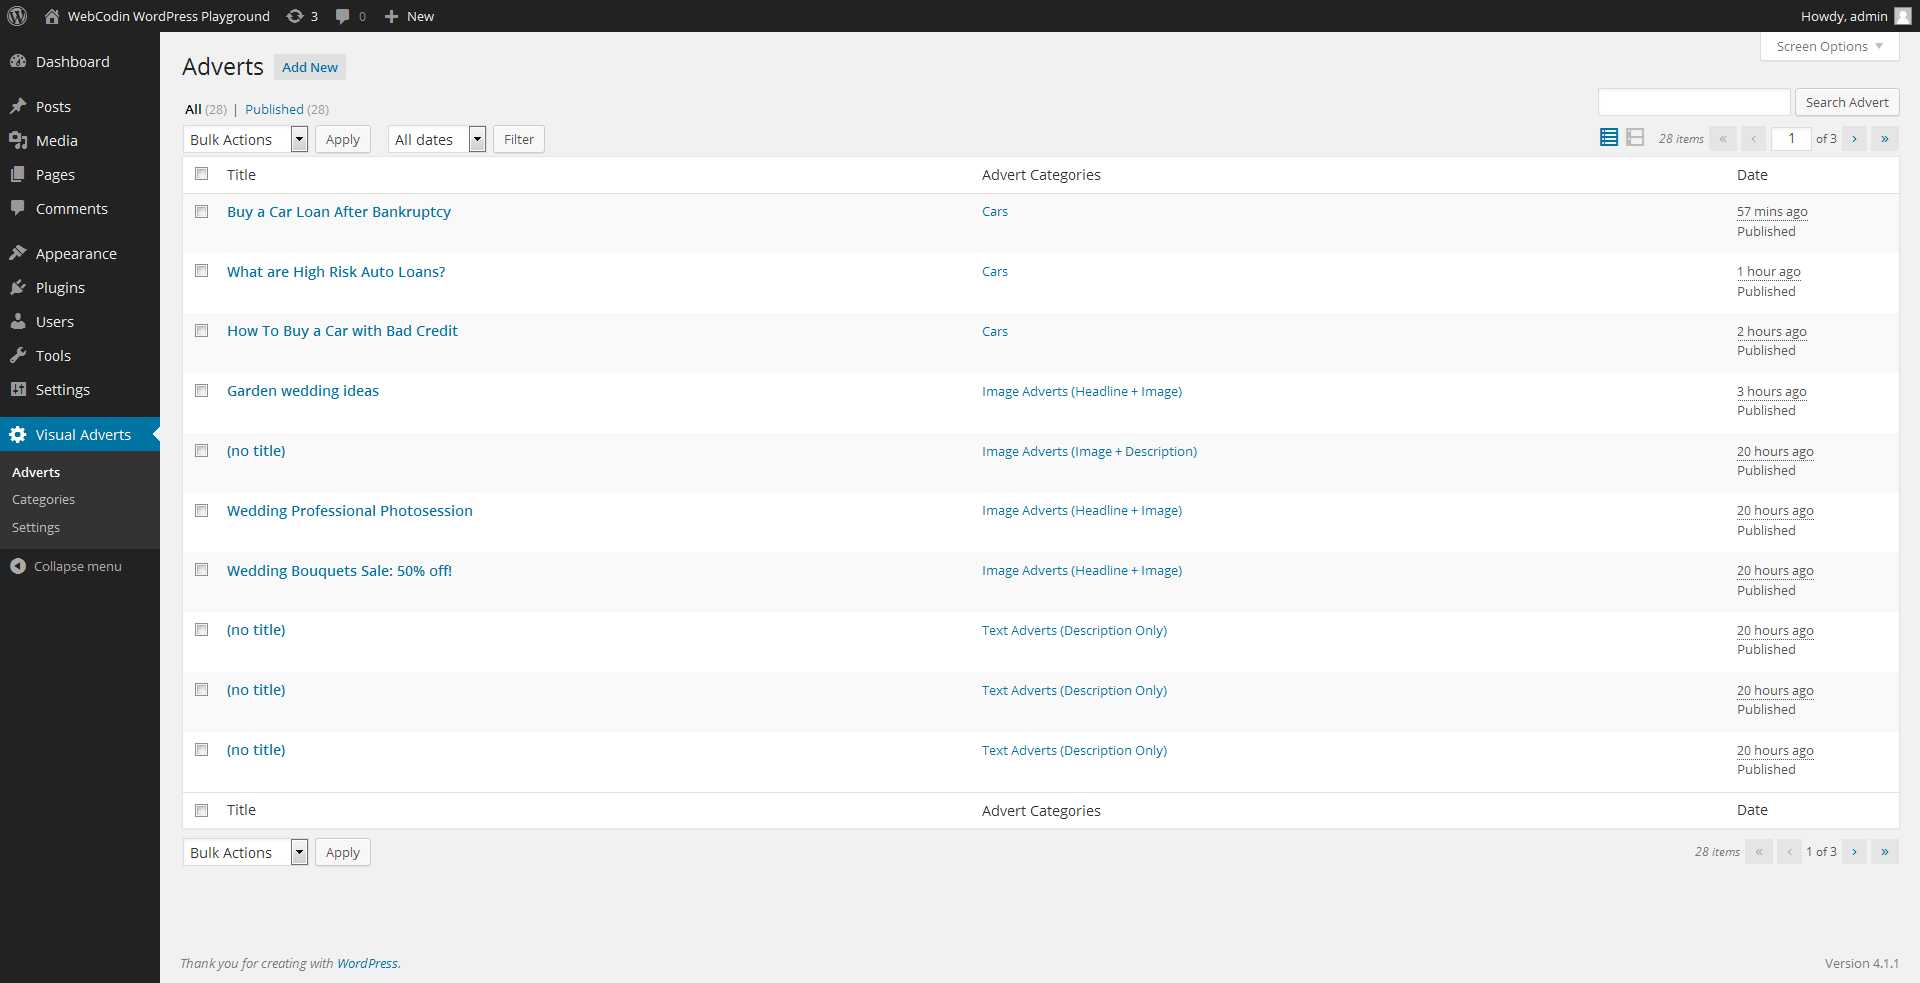 WebCodin WordPress Playground 3 0 New Howdy, admin
Screen Options
Dashboard
Posts
Media
Pages
Comments
Appearance
Plugins
Users
Tools
Settings
Visual Adverts
Adverts
Categories
Settings
Collapse menu
Adverts Add New
All (28) | Published (28)
Search Advert
Bulk Actions Apply All dates Filter 28 items « ‹ 1 of 3 › »
Title Advert Categories Date
Buy a Car Loan After Bankruptcy Cars 57 mins ago
Published
What are High Risk Auto Loans? Cars 1 hour ago
Published
How To Buy a Car with Bad Credit Cars 2 hours ago
Published
Garden wedding ideas Image Adverts (Headline + Image) 3 hours ago
Published
(no title) Image Adverts (Image + Description) 20 hours ago
Published
Wedding Professional Photosession Image Adverts (Headline + Image) 20 hours ago
Published
Wedding Bouquets Sale: 50% off! Image Adverts (Headline + Image) 20 hours ago
Published
(no title) Text Adverts (Description Only) 20 hours ago
Published
(no title) Text Adverts (Description Only) 20 hours ago
Published
(no title) Text Adverts (Description Only) 20 hours ago
Published
Title Advert Categories Date
Bulk Actions Apply 28 items « ‹ 1 of 3 › »
Thank you for creating with WordPress. Version 4.1.1